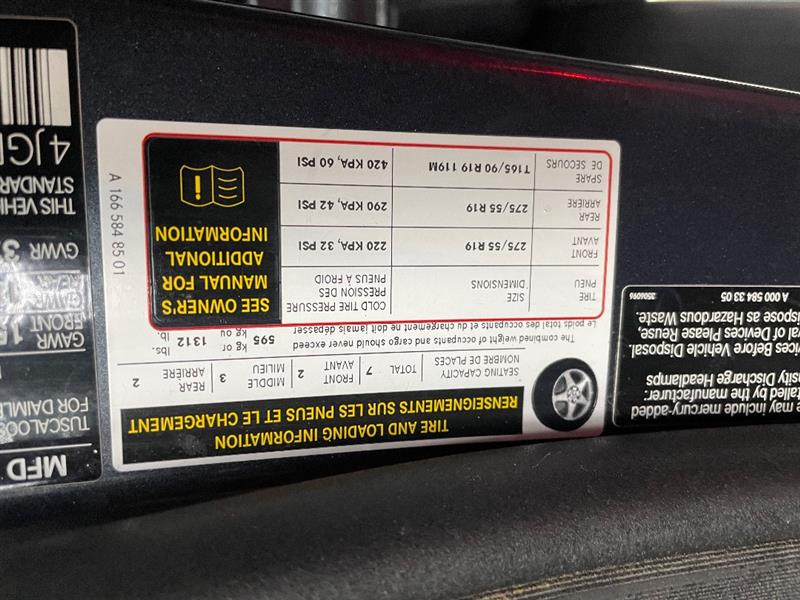 TIRE AND LOADING INFORMATION
RENSEIGNEMENTS SUR LES PNEUS ET LE CHARGEMENT
SEATING CAPACITY
NOMBRE DE PLACES
TOTAL 7
FRONT
AVANT 2
MIDDLE
MILIEU 3
REAR
ARRIÈRE 2
The combined weight of occupants and cargo should never exceed
Le poids total des occupants et du chargement ne doit jamais dépasser
595 kg or kg ou 1312 lbs. lb.
TIRE
PNEU
SIZE
DIMENSIONS
COLD TIRE PRESSURE
PRESSION DES
PNEUS À FROID
FRONT
AVANT
275/55 R19
220 KPA, 32 PSI
REAR
ARRIÈRE
275/55 R19
290 KPA, 42 PSI
SPARE
DE SECOURS
T165/90 R19 119M
420 KPA, 60 PSI
SEE OWNER'S
MANUAL FOR
ADDITIONAL
INFORMATION
A 166 584 85 01
MFD
TUSCALOOS
FOR DAIML
GAWR
FRONT
GVWR 3
THIS VEHI
STANDAR
4JG
e may include mercury-added
talled by the manufacturer:
nsity Discharge Headlamps
vices Before Vehicle Disposal.
al of Devices Please Reuse,
ispose as Hazardous Waste.
A 000 584 33 05
3506096